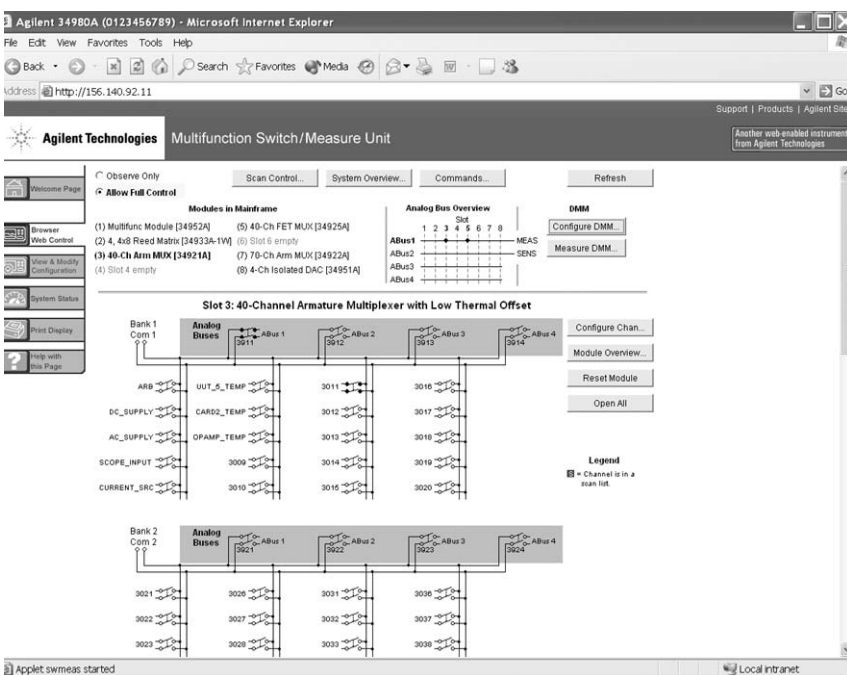 Agilent 34980A (0123456789) - Microsoft Internet Explorer
File Edit View Favorites Tools Help
Back Search Favorites Media
Address http://156.140.92.11 Go
Support | Products | Agilent Site
Agilent Technologies Multifunction Switch/Measure Unit
Another web-enabled instrument
from Agilent Technologies
Welcome Page
Browser
Web Control
View & Modify
Configuration
System Status
Print Display
Help with
this Page
Observe Only
Allow Full Control
Scan Control... System Overview... Commands... Refresh
Modules in Mainframe
(1) Multifunc Module [34952A] (5) 40-Ch FET MUX [34925A]
(2) 4, 4x8 Reed Matrix [34933A-1W] (6) Slot 6 empty
(3) 40-Ch Arm MUX [34921A] (7) 70-Ch Arm MUX [34922A]
(4) Slot 4 empty (8) 4-Ch Isolated DAC [34951A]
Analog Bus Overview
Slot
1 2 3 4 5 6 7 8
ABus1 MEAS
ABus2 SENS
ABus3
ABus4
DMM
Configure DMM...
Measure DMM...
Slot 3: 40-Channel Armature Multiplexer with Low Thermal Offset
Bank 1
Com 1
Analog
Buses
ABus 1 ABus 2 ABus 3 ABus 4
3911 3912 3913 3914
ARB UUT_5_TEMP 3011 3016
DC_SUPPLY CARD2_TEMP 3012 3017
AC_SUPPLY OPAMP_TEMP 3013 3018
SCOPE_INPUT 3009 3014 3019
CURRENT_SRC 3010 3015 3020
Configure Chan...
Module Overview...
Reset Module
Open All
Legend
S = Channel is in a
scan list.
Bank 2
Com 2
Analog
Buses
ABus 1 ABus 2 ABus 3 ABus 4
3921 3922 3923 3924
3021 3026 3031 3036
3022 3027 3032 3037
3023 3028 3033 3038
Applet swmeas started Local intranet